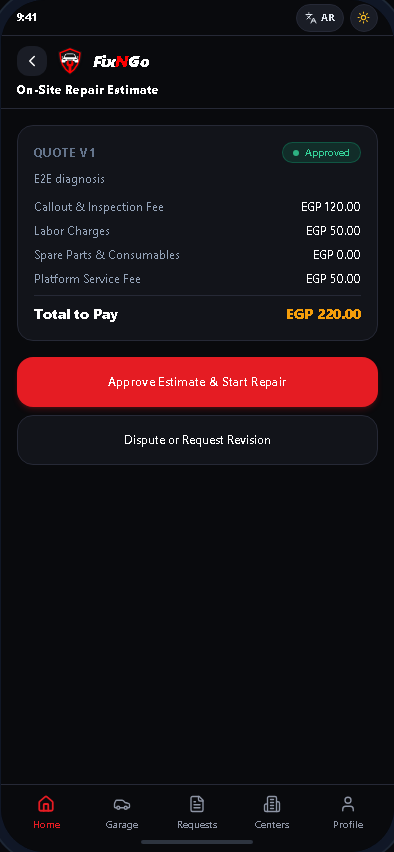 9:41
AR
FixNGo
On-Site Repair Estimate
QUOTE V1
Approved
E2E diagnosis
Callout & Inspection Fee EGP 120.00
Labor Charges EGP 50.00
Spare Parts & Consumables EGP 0.00
Platform Service Fee EGP 50.00
Total to Pay EGP 220.00
Approve Estimate & Start Repair
Dispute or Request Revision
Home Garage Requests Centers Profile